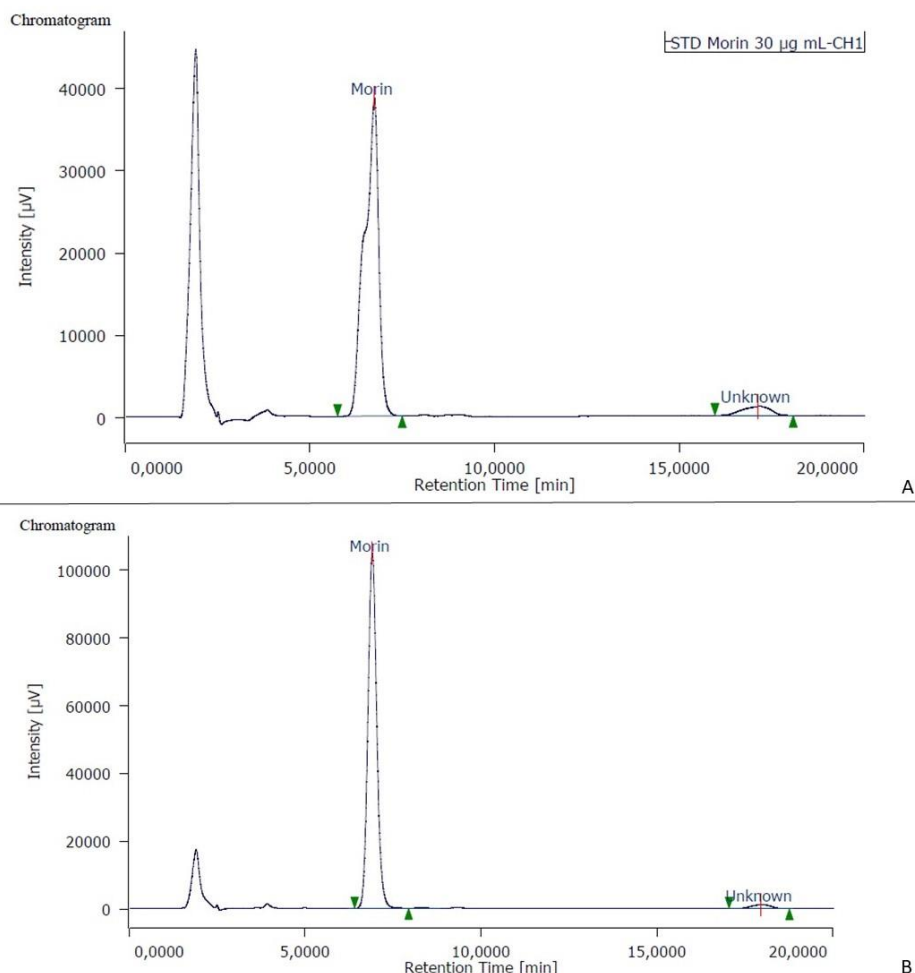 Chromatogram
STD Morin 30 µg mL-CH1
Morin
40000
30000
20000
10000
0
Intensity [µV]
Unknown
0,0000 5,0000 10,0000 15,0000 20,0000
Retention Time [min]
A
Chromatogram
Morin
100000
80000
60000
40000
20000
0
Intensity [µV]
Unknown
0,0000 5,0000 10,0000 15,0000 20,0000
Retention Time [min]
B